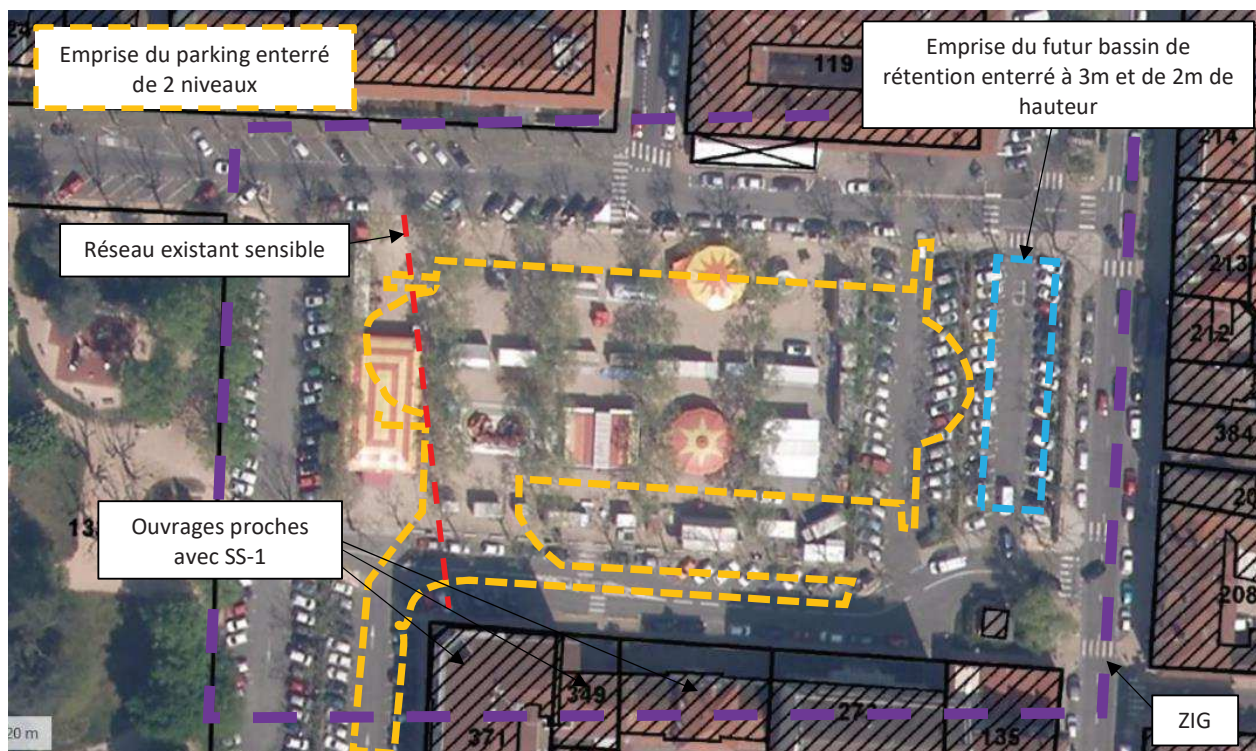 Emprise du parking enterré
de 2 niveaux
Emprise du futur bassin de
rétention enterré à 3m et de 2m de
hauteur
119
214
Réseau existant sensible
213
212
384
Ouvrages proches
avec SS-1
208
349
371
135
ZIG
20 m